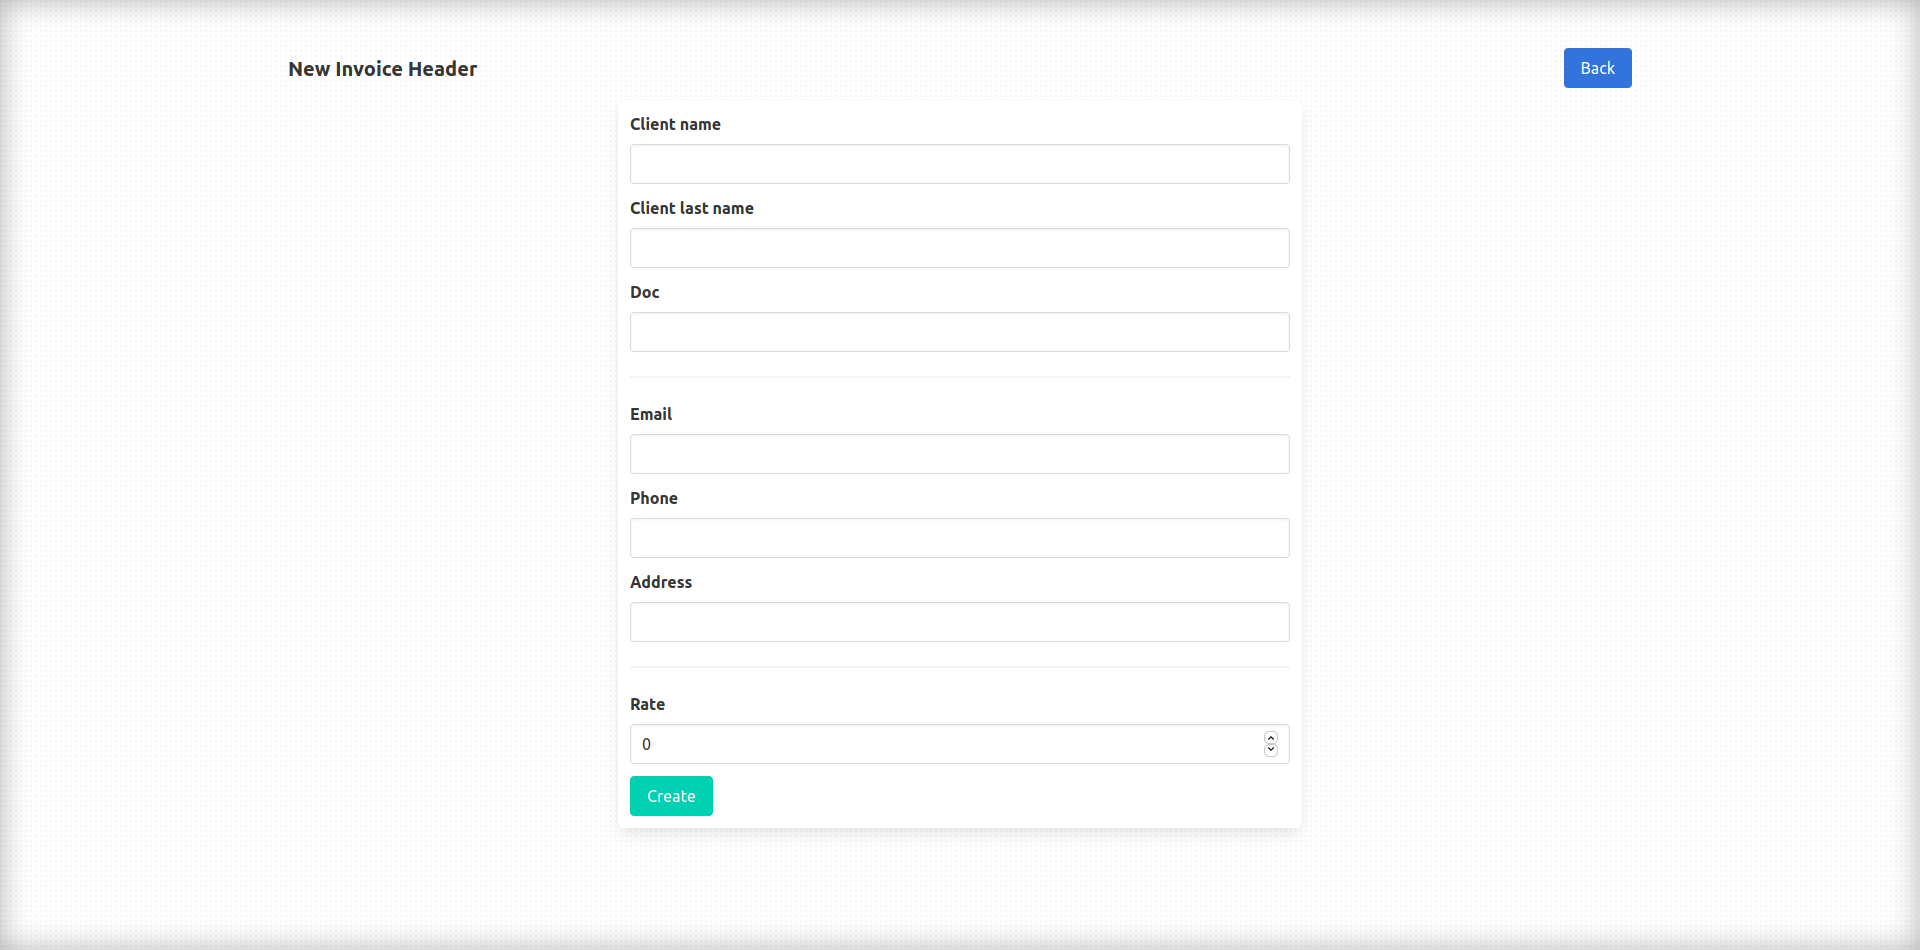 New Invoice Header
Back
Client name
Client last name
Doc
Email
Phone
Address
Rate
0
Create